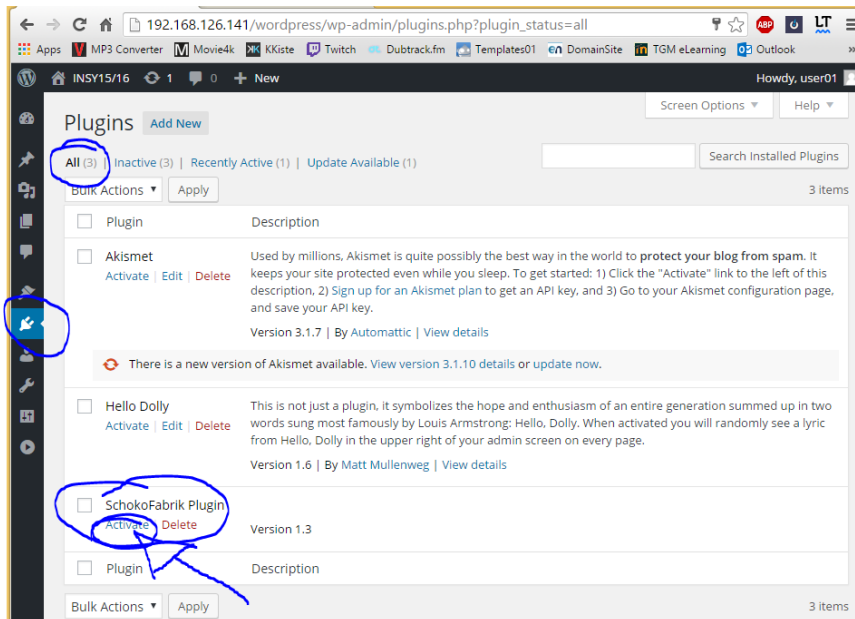 192.168.126.141/wordpress/wp-admin/plugins.php?plugin_status=all
Apps MP3 Converter Movie4k KKiste Twitch Dubtrack.fm Templates01 DomainSite TGM eLearning Outlook »
INSY15/16 1 0 + New Howdy, user01
Screen Options ▼ Help ▼
Plugins Add New
All (3) | Inactive (3) | Recently Active (1) | Update Available (1)
Search Installed Plugins
Bulk Actions ▼ Apply 3 items
Plugin Description
Akismet Used by millions, Akismet is quite possibly the best way in the world to protect your blog from spam. It
Activate | Edit | Delete keeps your site protected even while you sleep. To get started: 1) Click the "Activate" link to the left of this
description, 2) Sign up for an Akismet plan to get an API key, and 3) Go to your Akismet configuration page,
and save your API key.
Version 3.1.7 | By Automattic | View details
There is a new version of Akismet available. View version 3.1.10 details or update now.
Hello Dolly This is not just a plugin, it symbolizes the hope and enthusiasm of an entire generation summed up in two
Activate | Edit | Delete words sung most famously by Louis Armstrong: Hello, Dolly. When activated you will randomly see a lyric
from Hello, Dolly in the upper right of your admin screen on every page.
Version 1.6 | By Matt Mullenweg | View details
SchokoFabrik Plugin
Activate | Delete Version 1.3
Plugin Description
Bulk Actions ▼ Apply 3 items